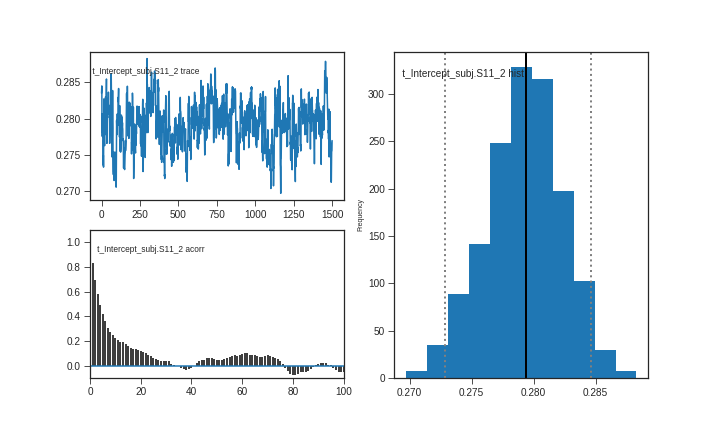 t_Intercept_subj.S11_2 trace
0.285
0.280
0.275
0.270
0 250 500 750 1000 1250 1500
t_Intercept_subj.S11_2 acorr
1.0
0.8
0.6
0.4
0.2
0.0
0 20 40 60 80 100
t_Intercept_subj.S11_2 hist
Frequency
300
250
200
150
100
50
0
0.270 0.275 0.280 0.285